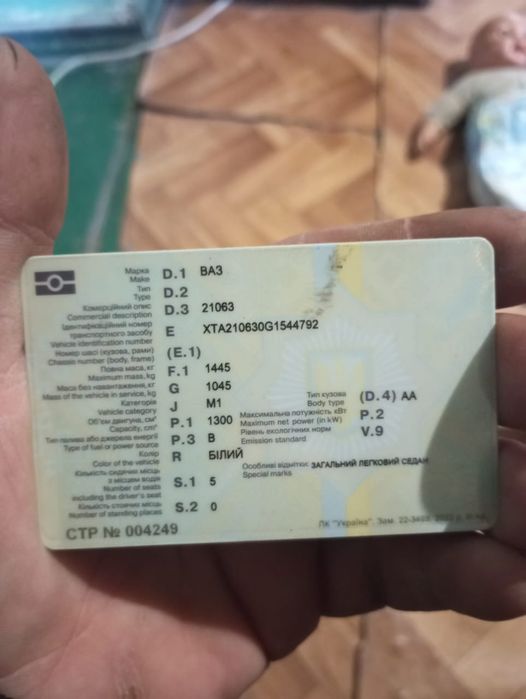 Марка D.1 ВАЗ
Make
Тип D.2
Type
Комерційний опис D.3 21063
Commercial description
Ідентифікаційний номер
транспортного засобу E XTA210630G1544792
Vehicle identification number
Номер шасі (кузова, рами) (E.1)
Chassis number (body, frame)
Повна маса, кг F.1 1445
Maximum mass, kg
Маса без навантаження, кг G 1045
Mass of the vehicle in service, kg
Категорія J M1
Vehicle category
Об'єм двигуна, см³ P.1 1300
Capacity, cm³
Тип палива або джерела енергії P.3 B
Type of fuel or power source
Колір R БІЛИЙ
Color of the vehicle
Кількість сидячих місць
з місцем водія S.1 5
Number of seats
including the driver's seat
Кількість стоячих місць S.2 0
Number of standing places
СТР № 004249
Тип кузова (D.4) AA
Body type
Максимальна потужність кВт P.2
Maximum net power (in kW)
Рівень екологічних норм V.9
Emission standard
Особливі відмітки: ЗАГАЛЬНИЙ ЛЕГКОВИЙ СЕДАН
Special marks
ПК "Україна". Зам.